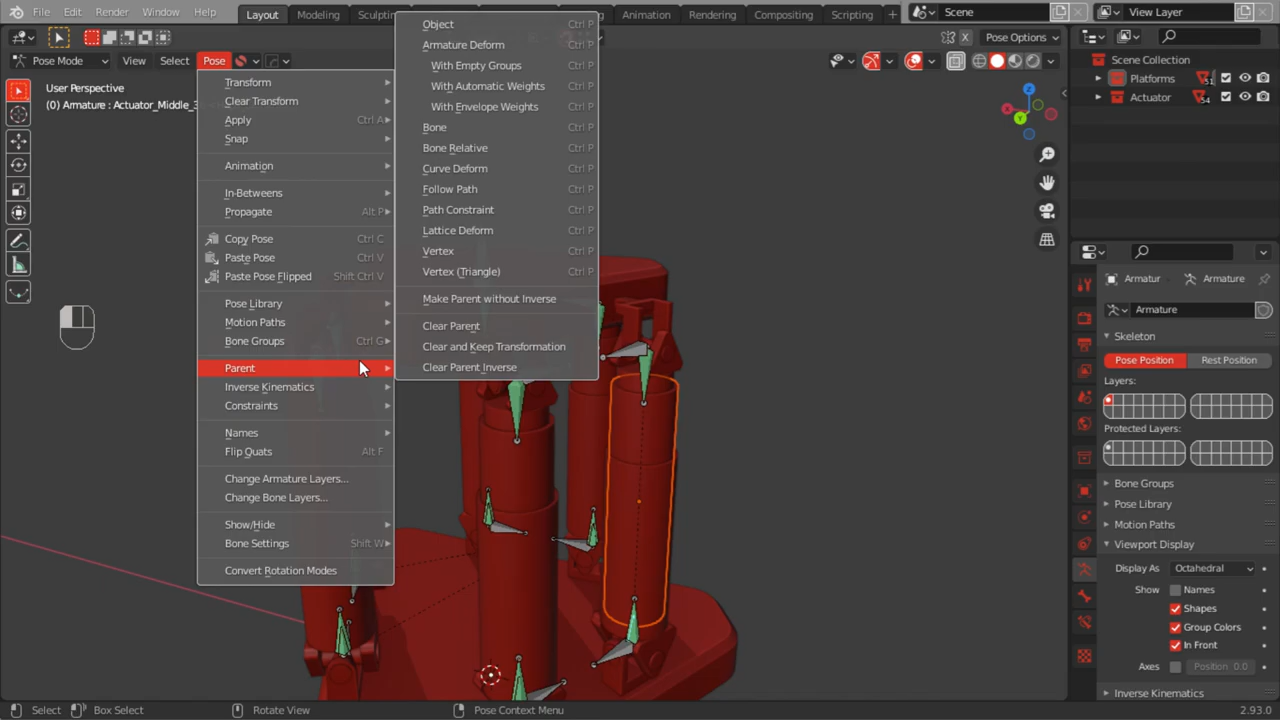 File Edit Render Window Help Layout Modeling Sculptin Animation Rendering Compositing Scripting + Scene View Layer
Pose Mode View Select Pose Pose Options
User Perspective
(0) Armature : Actuator_Middle_3
Transform
Clear Transform
Apply Ctrl A
Snap
Animation
In-Betweens
Propagate Alt P
Copy Pose Ctrl C
Paste Pose Ctrl V
Paste Pose Flipped Shift Ctrl V
Pose Library
Motion Paths
Bone Groups Ctrl G
Parent
Inverse Kinematics
Constraints
Names
Flip Quats Alt F
Change Armature Layers...
Change Bone Layers...
Show/Hide
Bone Settings Shift W
Convert Rotation Modes
Object Ctrl P
Armature Deform Ctrl P
With Empty Groups Ctrl P
With Automatic Weights Ctrl P
With Envelope Weights Ctrl P
Bone Ctrl P
Bone Relative Ctrl P
Curve Deform Ctrl P
Follow Path Ctrl P
Path Constraint Ctrl P
Lattice Deform Ctrl P
Vertex Ctrl P
Vertex (Triangle) Ctrl P
Make Parent without Inverse
Clear Parent
Clear and Keep Transformation
Clear Parent Inverse
X
Y
Z
Scene Collection
Platforms 51
Actuator 54
Armatur Armature
Armature
Skeleton
Pose Position Rest Position
Layers:
Protected Layers:
Bone Groups
Pose Library
Motion Paths
Viewport Display
Display As Octahedral
Show Names
Shapes
Group Colors
In Front
Axes Position 0.0
Inverse Kinematics
Select Box Select Rotate View Pose Context Menu 2.93.0